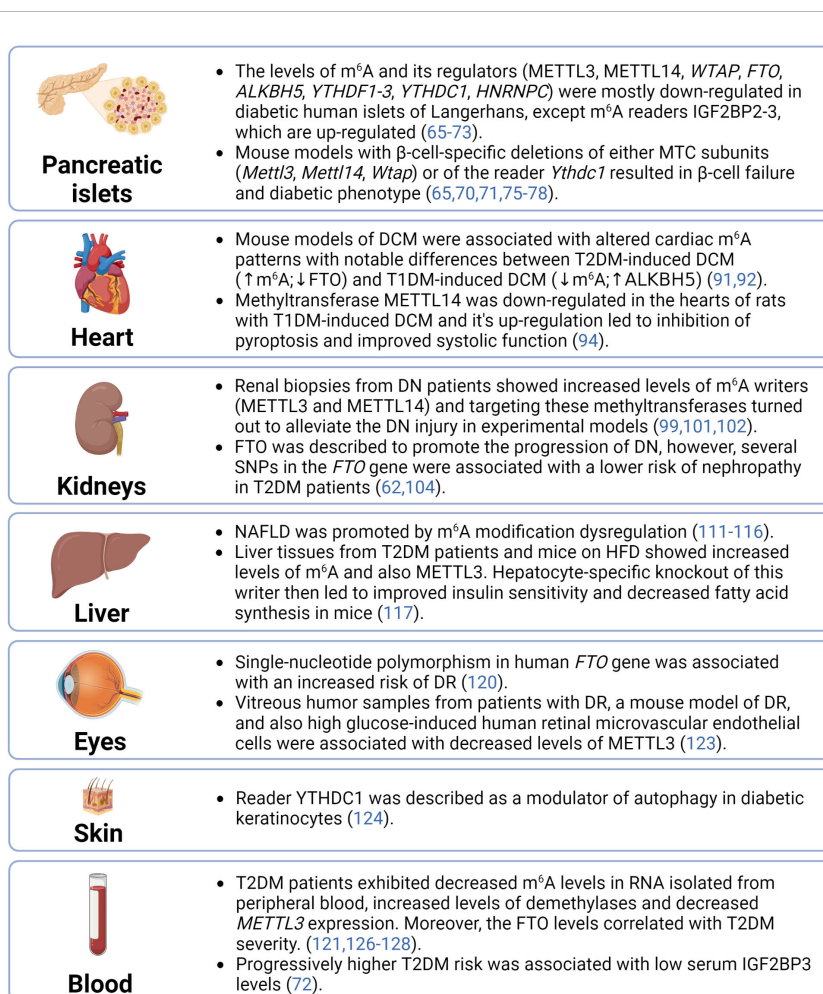 Pancreatic
islets
• The levels of m⁶A and its regulators (METTL3, METTL14, WTAP, FTO,
ALKBH5, YTHDF1-3, YTHDC1, HNRNPC) were mostly down-regulated in
diabetic human islets of Langerhans, except m⁶A readers IGF2BP2-3,
which are up-regulated (65-73).
• Mouse models with β-cell-specific deletions of either MTC subunits
(Mettl3, Mettl14, Wtap) or of the reader Ythdc1 resulted in β-cell failure
and diabetic phenotype (65,70,71,75-78).
Heart
• Mouse models of DCM were associated with altered cardiac m⁶A
patterns with notable differences between T2DM-induced DCM
(↑m⁶A;↓FTO) and T1DM-induced DCM (↓m⁶A;↑ALKBH5) (91,92).
• Methyltransferase METTL14 was down-regulated in the hearts of rats
with T1DM-induced DCM and it's up-regulation led to inhibition of
pyroptosis and improved systolic function (94).
Kidneys
• Renal biopsies from DN patients showed increased levels of m⁶A writers
(METTL3 and METTL14) and targeting these methyltransferases turned
out to alleviate the DN injury in experimental models (99,101,102).
• FTO was described to promote the progression of DN, however, several
SNPs in the FTO gene were associated with a lower risk of nephropathy
in T2DM patients (62,104).
Liver
• NAFLD was promoted by m⁶A modification dysregulation (111-116).
• Liver tissues from T2DM patients and mice on HFD showed increased
levels of m⁶A and also METTL3. Hepatocyte-specific knockout of this
writer then led to improved insulin sensitivity and decreased fatty acid
synthesis in mice (117).
Eyes
• Single-nucleotide polymorphism in human FTO gene was associated
with an increased risk of DR (120).
• Vitreous humor samples from patients with DR, a mouse model of DR,
and also high glucose-induced human retinal microvascular endothelial
cells were associated with decreased levels of METTL3 (123).
Skin
• Reader YTHDC1 was described as a modulator of autophagy in diabetic
keratinocytes (124).
Blood
• T2DM patients exhibited decreased m⁶A levels in RNA isolated from
peripheral blood, increased levels of demethylases and decreased
METTL3 expression. Moreover, the FTO levels correlated with T2DM
severity. (121,126-128).
• Progressively higher T2DM risk was associated with low serum IGF2BP3
levels (72).